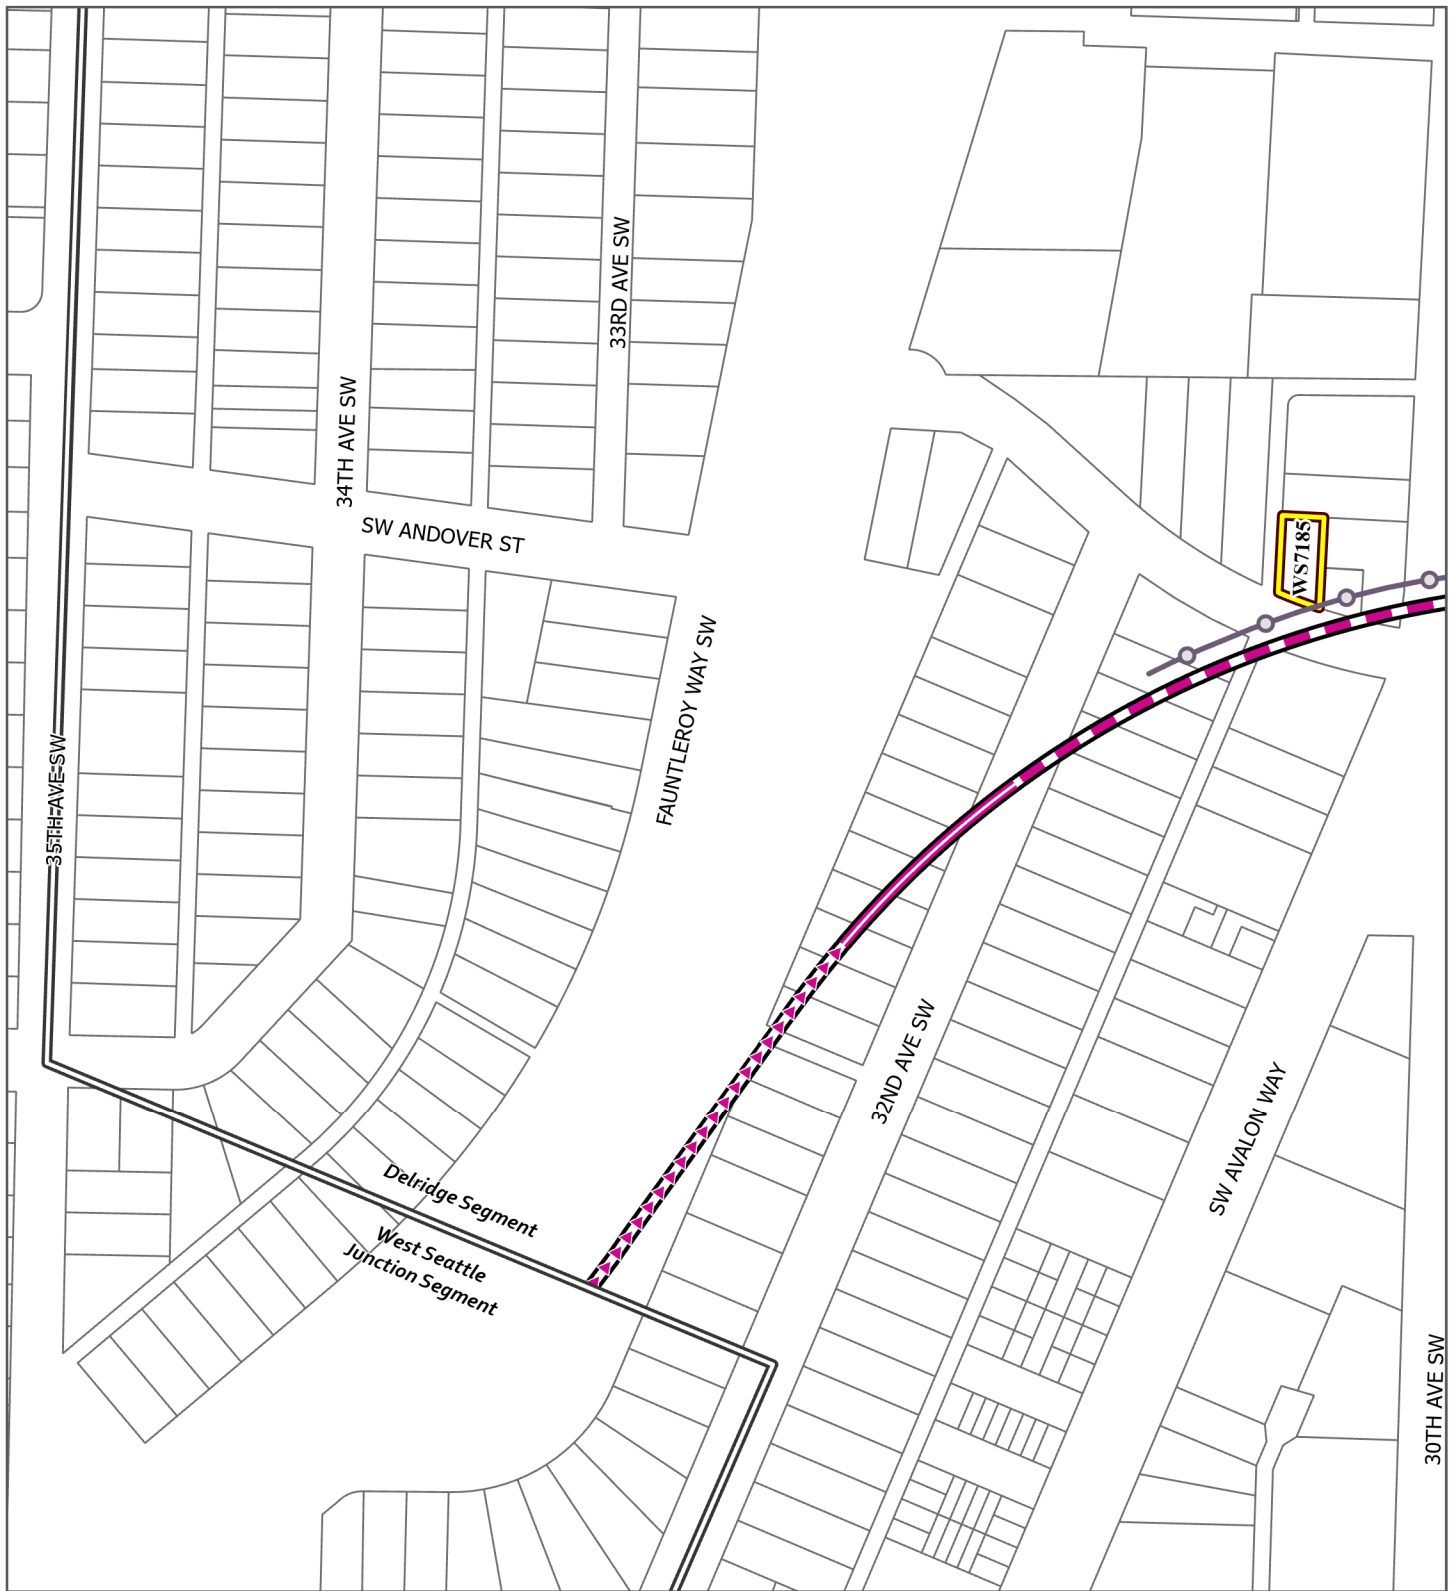 33RD AVE SW
34TH AVE SW
SW ANDOVER ST
WS7185
FAUNTLEROY WAY SW
35TH AVE SW
32ND AVE SW
SW AVALON WAY
Delridge Segment
West Seattle
Junction Segment
30TH AVE SW